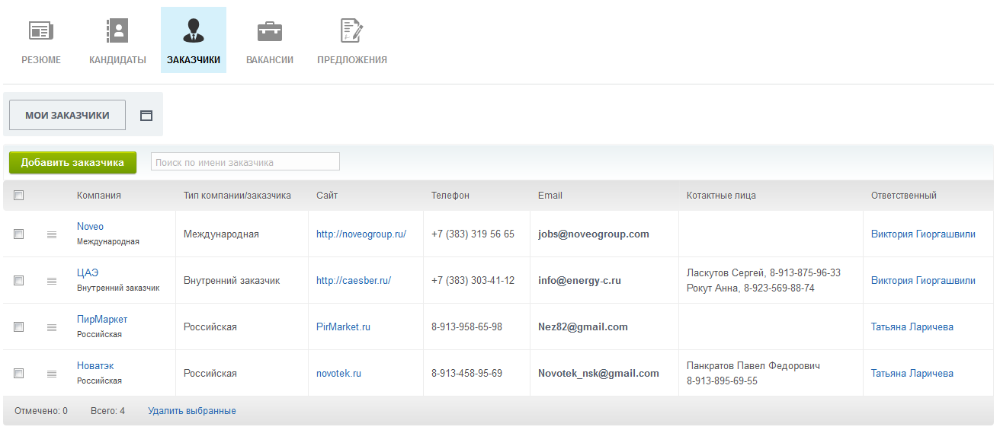 РЕЗЮМЕ КАНДИДАТЫ ЗАКАЗЧИКИ ВАКАНСИИ ПРЕДЛОЖЕНИЯ
МОИ ЗАКАЗЧИКИ
Добавить заказчика Поиск по имени заказчика
Компания Тип компании/заказчика Сайт Телефон Email Котактные лица Ответственный
Noveo
Международная
Международная http://noveogroup.ru/ +7 (383) 319 56 65 jobs@noveogroup.com Виктория Гиоргашвили
ЦАЭ
Внутренний заказчик
Внутренний заказчик http://caesber.ru/ +7 (383) 303-41-12 info@energy-c.ru
Ласкутов Сергей, 8-913-875-96-33
Рокут Анна, 8-923-569-88-74
Виктория Гиоргашвили
ПирМаркет
Российская
Российская PirMarket.ru 8-913-958-65-98 Nez82@gmail.com Татьяна Ларичева
Новатэк
Российская
Российская novotek.ru 8-913-458-95-69 Novotek_nsk@gmail.com
Панкратов Павел Федорович
8-913-895-69-55
Татьяна Ларичева
Отмечено: 0 Всего: 4 Удалить выбранные